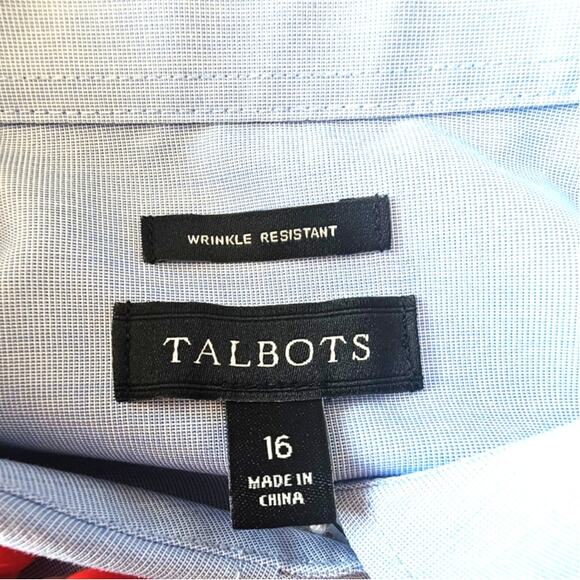 WRINKLE RESISTANT
TALBOTS
16
MADE IN
CHINA